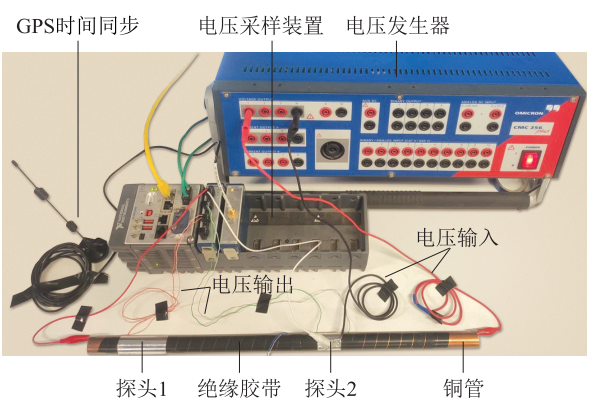 GPS时间同步
电压采样装置
电压发生器
OMICRON
CMC 256
电压输入
电压输出
探头1
绝缘胶带
探头2
铜管